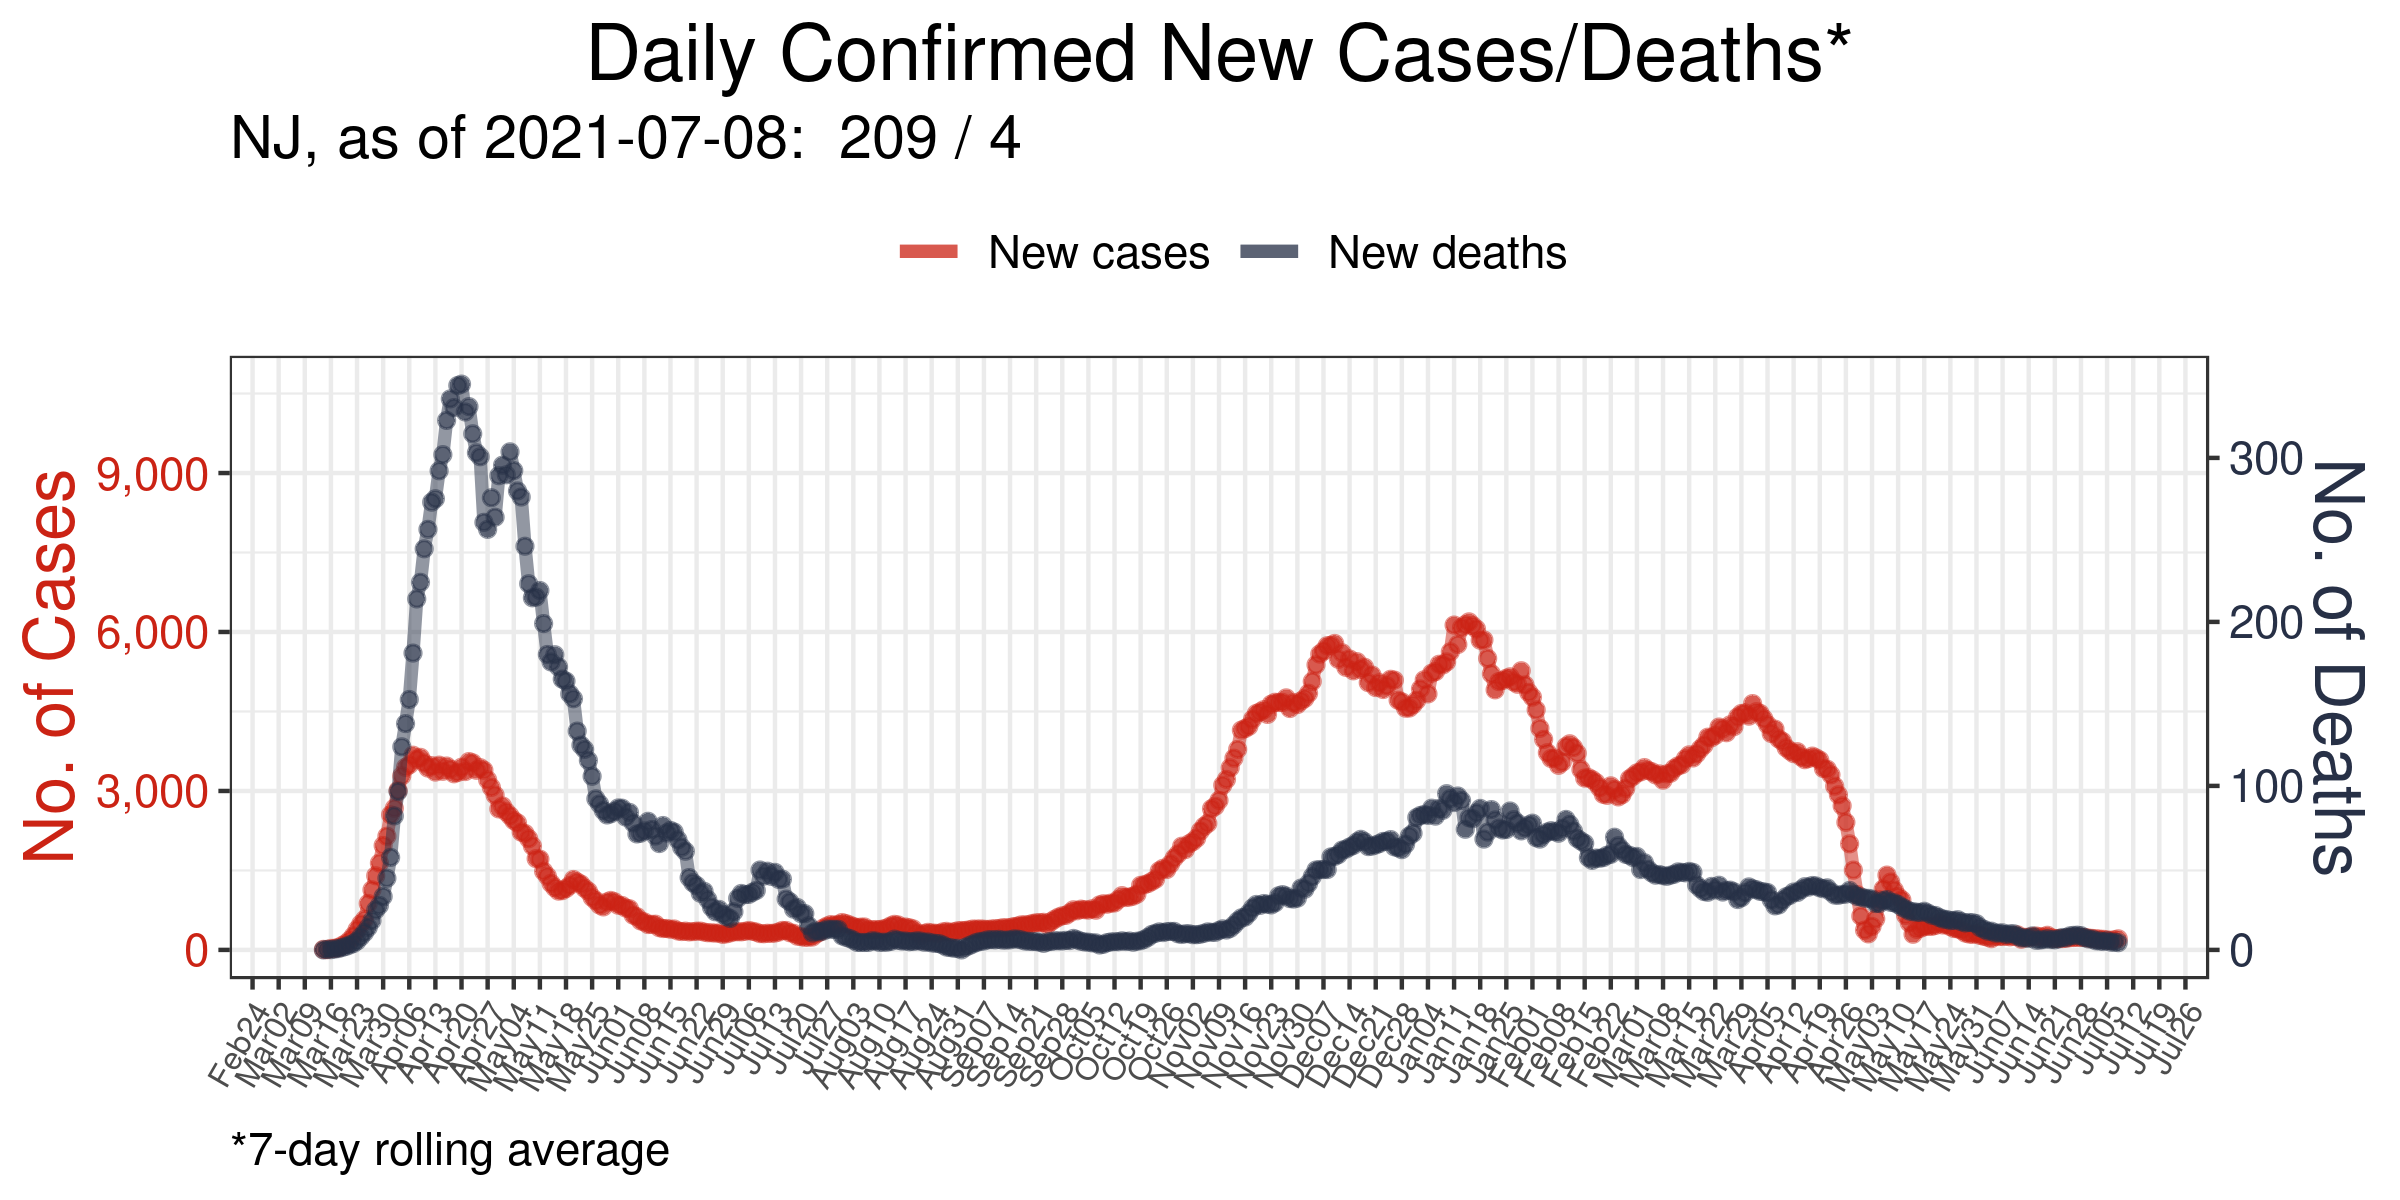 Daily Confirmed New Cases/Deaths*
NJ, as of 2021-07-08:  209 / 4
New cases
New deaths
No. of Cases
9,000
6,000
3,000
0
300
200
100
0
No. of Deaths
Feb24
Mar02
Mar09
Mar16
Mar23
Mar30
Apr06
Apr13
Apr20
Apr27
May04
May11
May18
May25
Jun01
Jun08
Jun15
Jun22
Jun29
Jul06
Jul13
Jul20
Jul27
Aug03
Aug10
Aug17
Aug24
Aug31
Sep07
Sep14
Sep21
Sep28
Oct05
Oct12
Oct19
Oct26
Nov02
Nov09
Nov16
Nov23
Nov30
Dec07
Dec14
Dec21
Dec28
Jan04
Jan11
Jan18
Jan25
Feb01
Feb08
Feb15
Feb22
Mar01
Mar08
Mar15
Mar22
Mar29
Apr05
Apr12
Apr19
Apr26
May03
May10
May17
May24
May31
Jun07
Jun14
Jun21
Jun28
Jul05
Jul12
Jul19
Jul26
*7-day rolling average